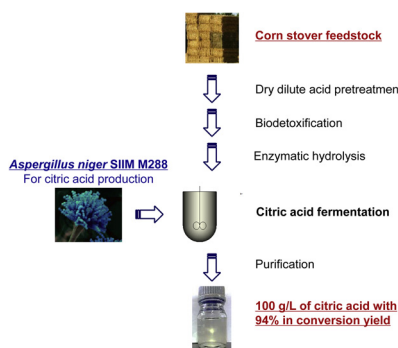 Corn stover feedstock
Dry dilute acid pretreatmen
Biodetoxification
Enzymatic hydrolysis
Aspergillus niger SIIM M288
For citric acid production
Citric acid fermentation
Purification
100 g/L of citric acid with
94% in conversion yield